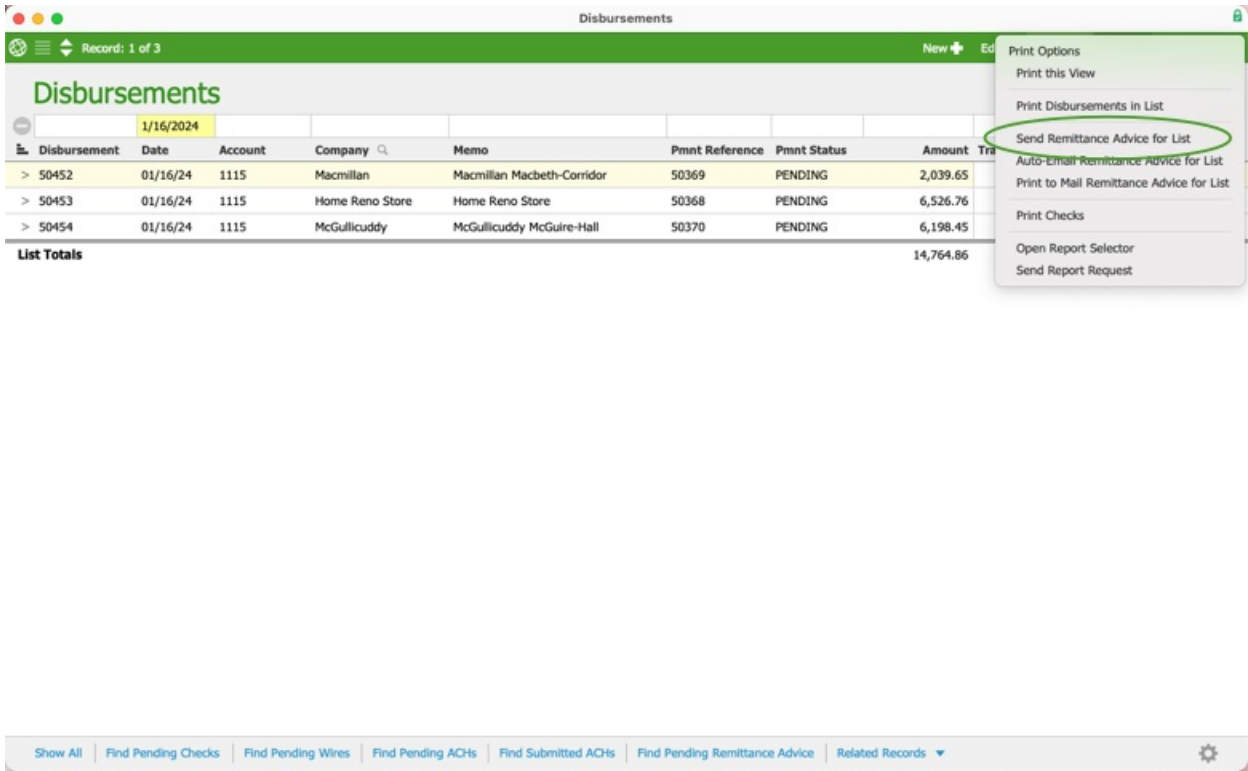 Disbursements
Record: 1 of 3
New
Ed
Print Options
Print this View
Print Disbursements in List
Send Remittance Advice for List
Auto-Email Remittance Advice for List
Print to Mail Remittance Advice for List
Print Checks
Open Report Selector
Send Report Request
Disbursements
1/16/2024
Disbursement Date Account Company Memo Pmnt Reference Pmnt Status Amount Tra
> 50452 01/16/24 1115 Macmillan Macmillan Macbeth-Corridor 50369 PENDING 2,039.65
> 50453 01/16/24 1115 Home Reno Store Home Reno Store 50368 PENDING 6,526.76
> 50454 01/16/24 1115 McGullicuddy McGullicuddy McGuire-Hall 50370 PENDING 6,198.45
List Totals 14,764.86
Show All Find Pending Checks Find Pending Wires Find Pending ACHs Find Submitted ACHs Find Pending Remittance Advice Related Records